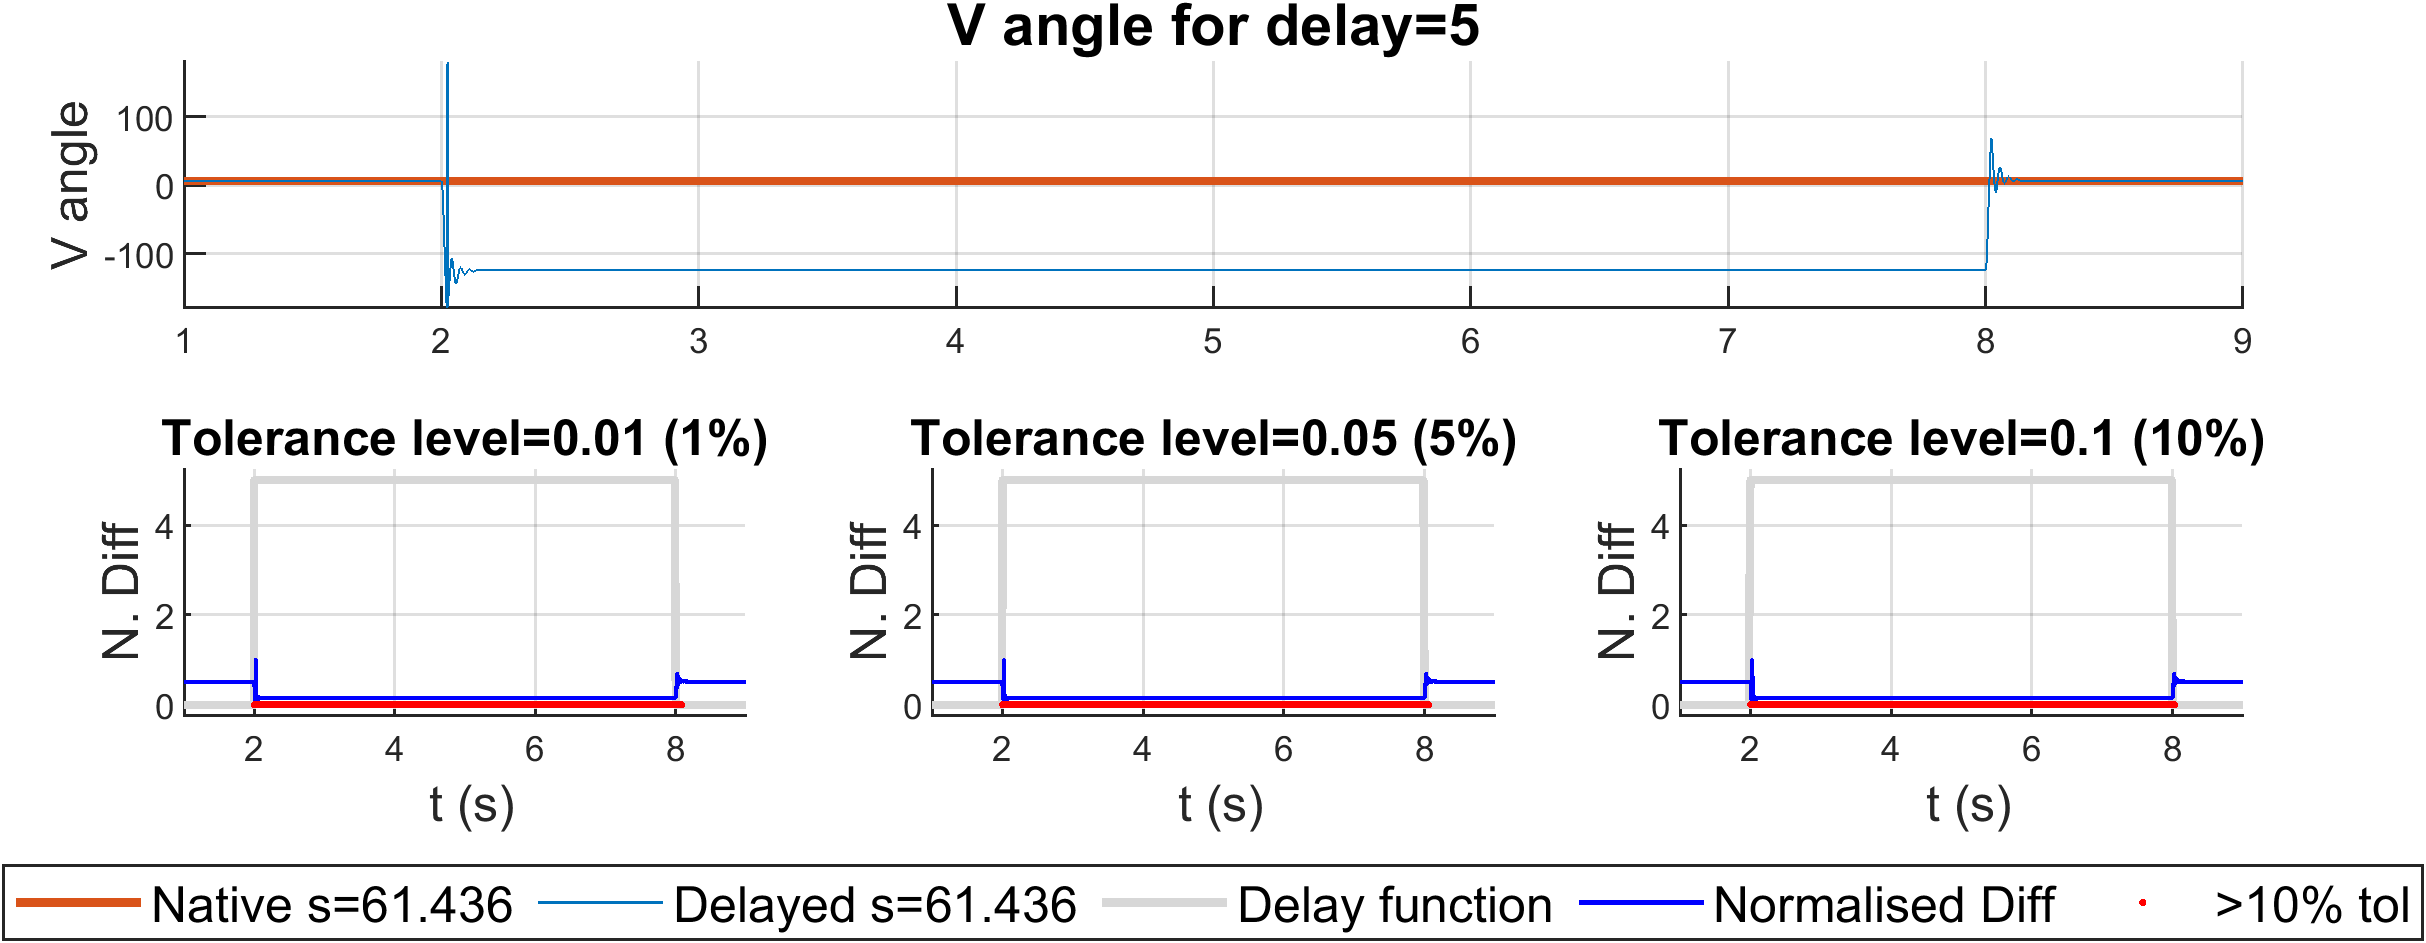 V angle for delay=5
V angle
100
0
-100
1 2 3 4 5 6 7 8 9
Tolerance level=0.01 (1%)
N. Diff
4
2
0
2 4 6 8
t (s)
Tolerance level=0.05 (5%)
N. Diff
4
2
0
2 4 6 8
t (s)
Tolerance level=0.1 (10%)
N. Diff
4
2
0
2 4 6 8
t (s)
Native s=61.436 Delayed s=61.436 Delay function Normalised Diff >10% tol